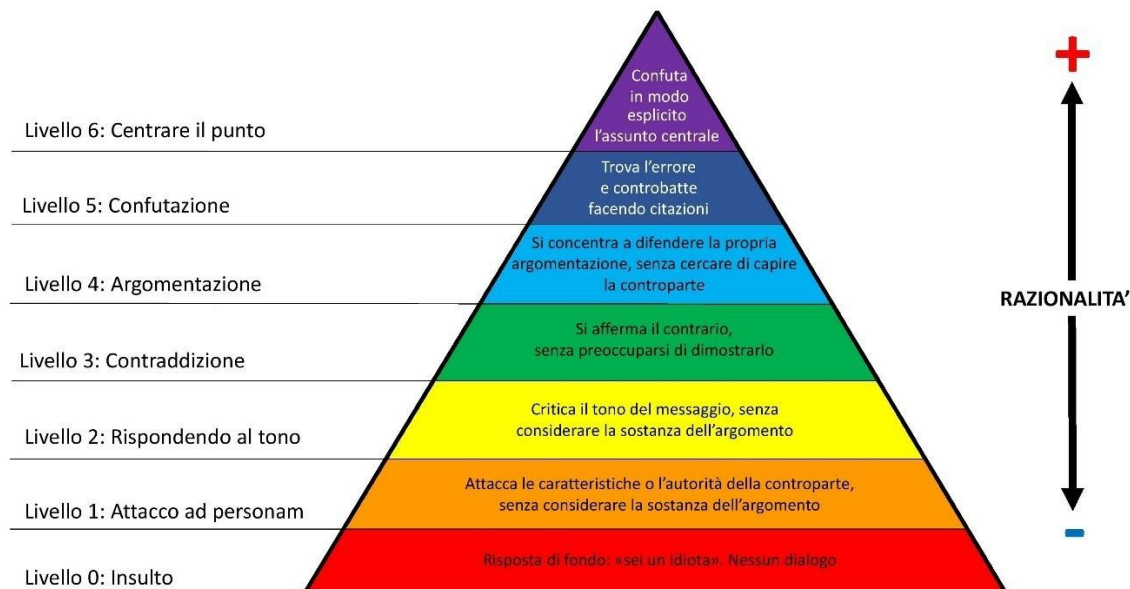 +
Confuta
in modo
esplicito
l'assunto centrale
Livello 6: Centrare il punto
Trova l'errore
e controbatte
facendo citazioni
Livello 5: Confutazione
Si concentra a difendere la propria
argomentazione, senza cercare di capire
la controparte
Livello 4: Argomentazione
RAZIONALITA'
Si afferma il contrario,
senza preoccuparsi di dimostrarlo
Livello 3: Contraddizione
Critica il tono del messaggio, senza
considerare la sostanza dell'argomento
Livello 2: Rispondendo al tono
Attacca le caratteristiche o l'autorità della controparte,
senza considerare la sostanza dell'argomento
Livello 1: Attacco ad personam
-
Risposta di fondo: «sei un idiota». Nessun dialogo
Livello 0: Insulto